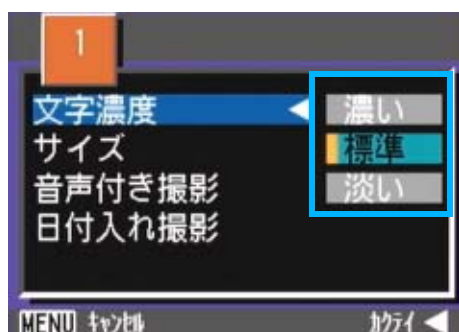 1
文字濃度 ◀ 濃い
サイズ 標準
音声付き撮影 淡い
日付入れ撮影
MENU ｷｬﾝｾﾙ ｶｸﾃｲ ◀